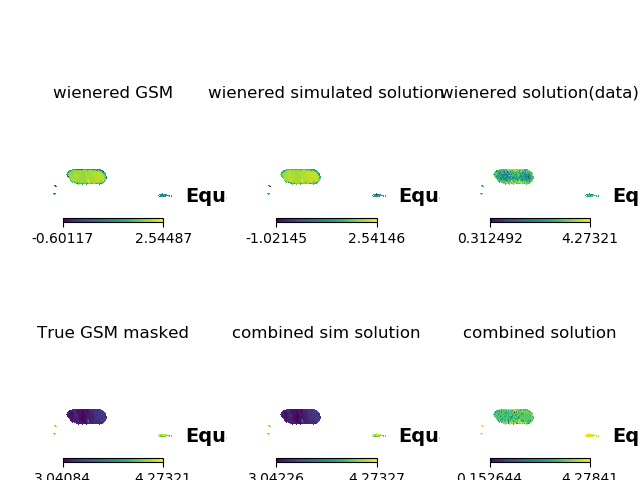 wienered GSM
wienered simulated solution
wienered solution(data)
Equ
Equ
Eq
-0.60117 2.54487
-1.02145 2.54146
0.312492 4.27321
True GSM masked
combined sim solution
combined solution
Equ
Equ
Eq
3.04084 4.27321
3.04226 4.27327
0.152644 4.27841